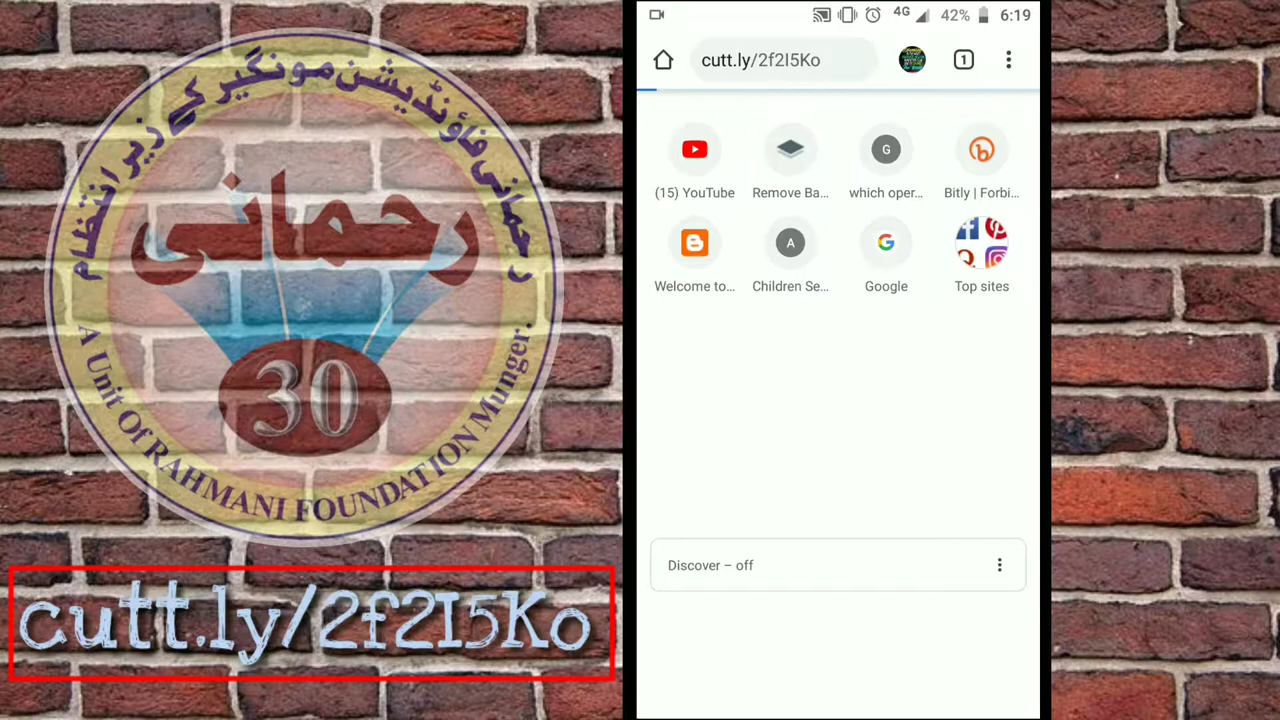 رحمانی فاؤنڈیشن مونگیر کے زیر انتظام
رحمانی
30
A Unit Of RAHMANI FOUNDATION Munger.
cutt.ly/2f2I5Ko
4G
42%
6:19
cutt.ly/2f2I5Ko
1
G
(15) YouTube
Remove Ba...
which oper...
Bitly | Forbi...
A
Welcome to...
Children Se...
Google
Top sites
Discover – off